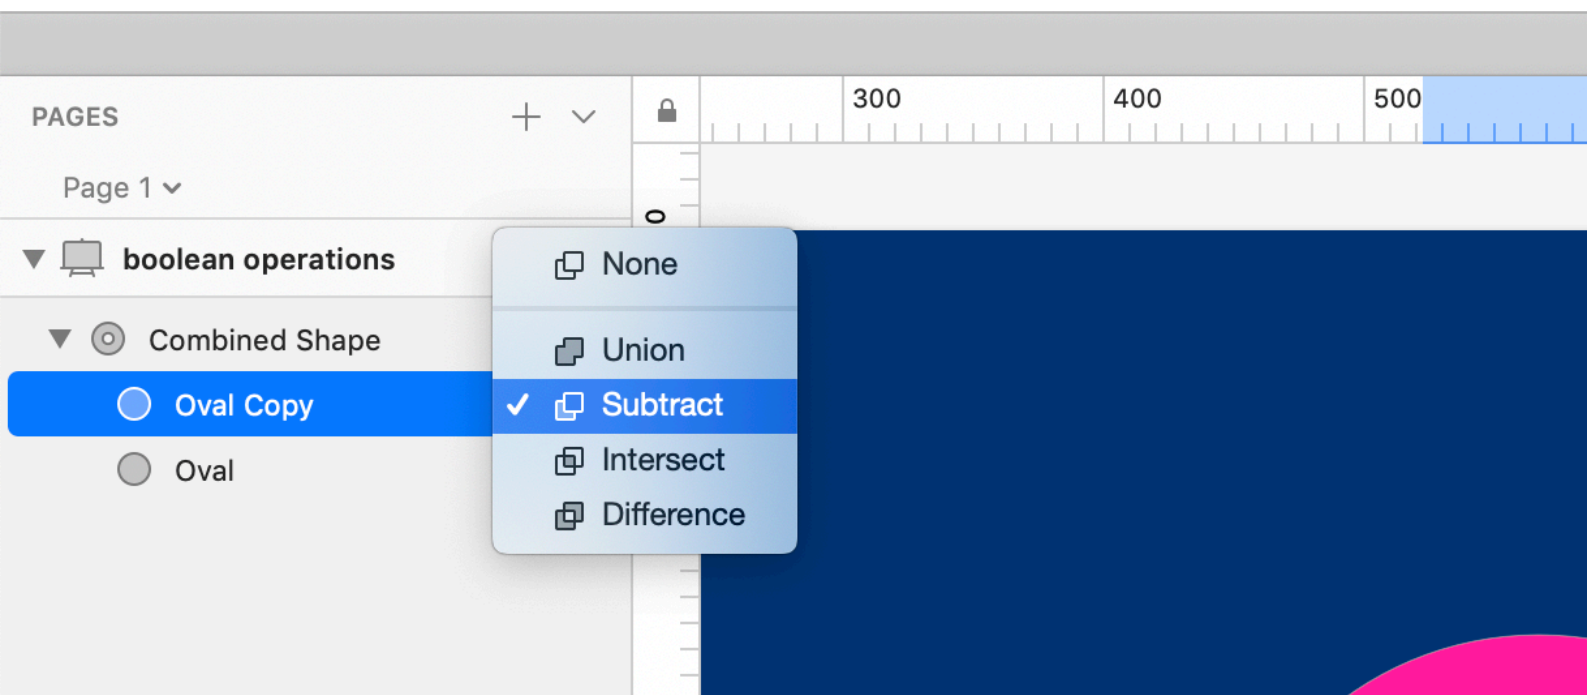 PAGES
300 400 500
Page 1
0
boolean operations
None
Combined Shape
Union
Oval Copy
Subtract
Oval
Intersect
Difference